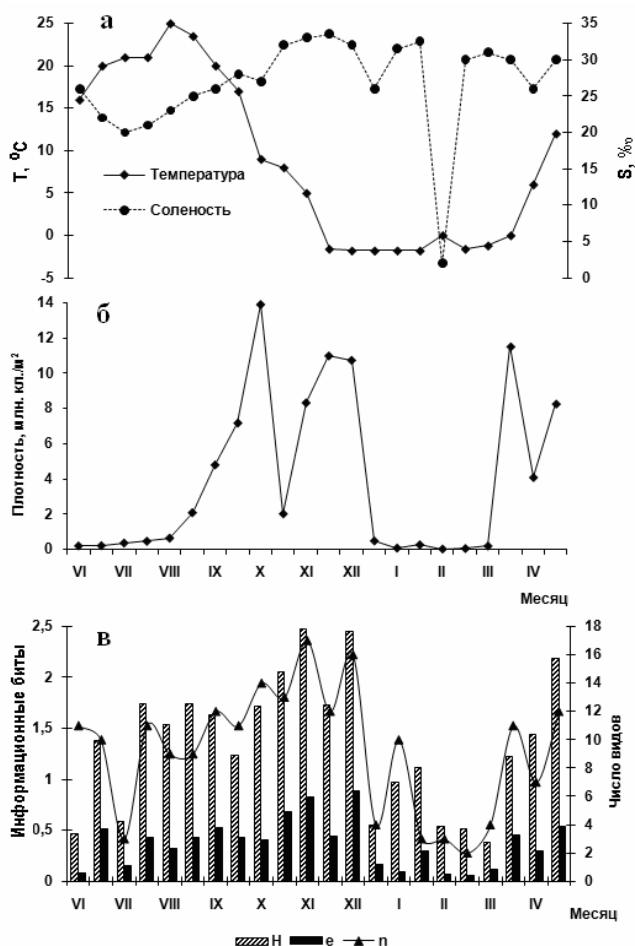 а
T, ⁰C
25
20
15
10
5
0
-5
S, ‰
35
30
25
20
15
10
5
0
Температура
Соленость
б
Плотность, млн. кл./м²
14
12
10
8
6
4
2
0
VI VII VIII IX X XI XII I II III IV
Месяц
в
Информационные биты
2,5
2
1,5
1
0,5
0
Число видов
18
16
14
12
10
8
6
4
2
0
VI VII VIII IX X XI XII I II III IV Месяц
H e n